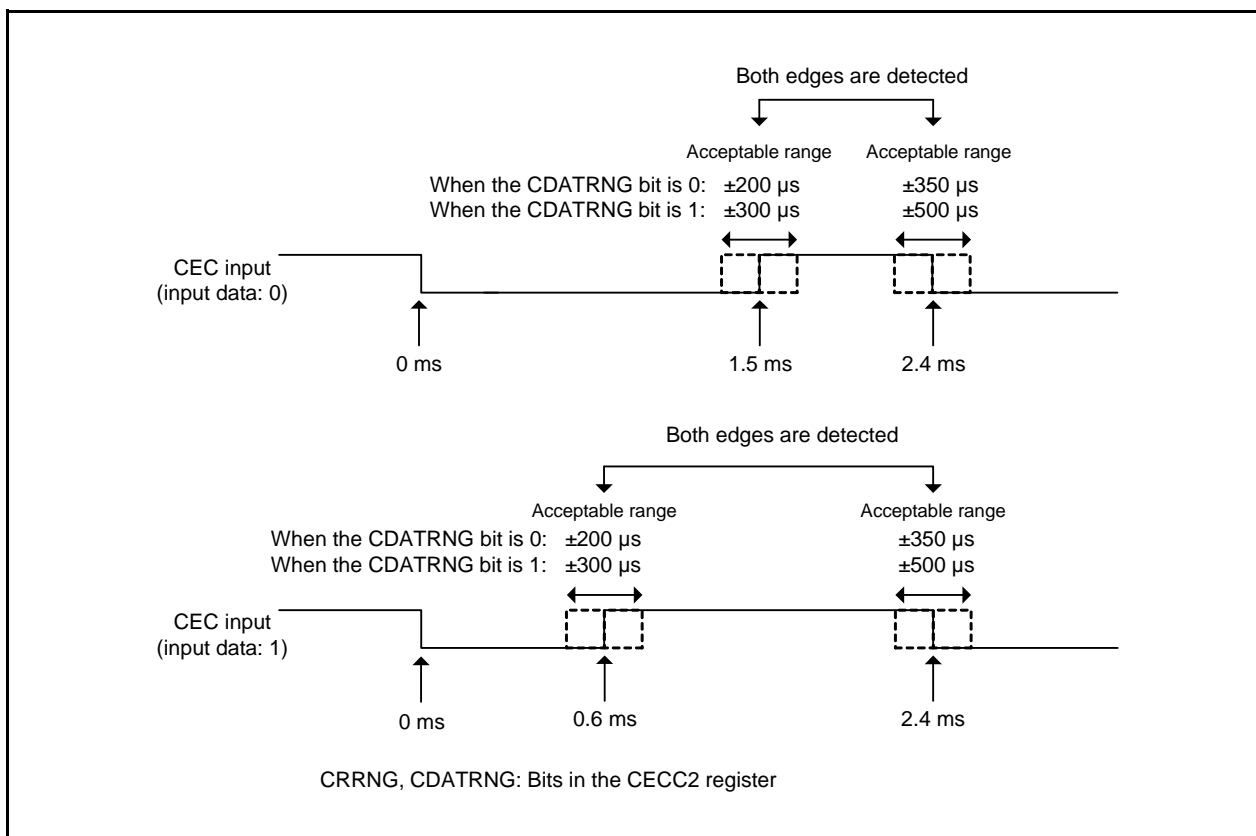 Both edges are detected
Acceptable range Acceptable range
When the CDATRNG bit is 0: ±200 µs ±350 µs
When the CDATRNG bit is 1: ±300 µs ±500 µs
CEC input
(input data: 0)
0 ms 1.5 ms 2.4 ms
Both edges are detected
Acceptable range Acceptable range
When the CDATRNG bit is 0: ±200 µs ±350 µs
When the CDATRNG bit is 1: ±300 µs ±500 µs
CEC input
(input data: 1)
0 ms 0.6 ms 2.4 ms
CRRNG, CDATRNG: Bits in the CECC2 register